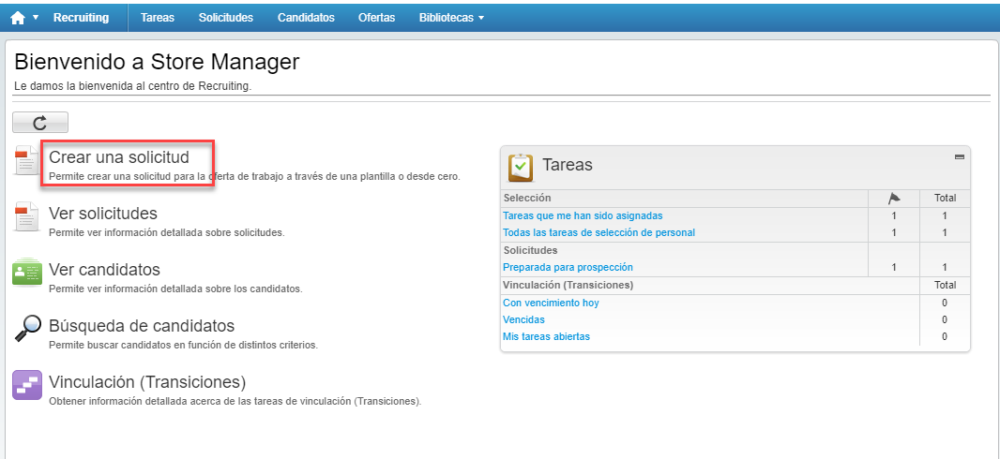 Recruiting Tareas Solicitudes Candidatos Ofertas Bibliotecas
Bienvenido a Store Manager
Le damos la bienvenida al centro de Recruiting.
Crear una solicitud
Permite crear una solicitud para la oferta de trabajo a través de una plantilla o desde cero.
Ver solicitudes
Permite ver información detallada sobre solicitudes.
Ver candidatos
Permite ver información detallada sobre los candidatos.
Búsqueda de candidatos
Permite buscar candidatos en función de distintos criterios.
Vinculación (Transiciones)
Obtener información detallada acerca de las tareas de vinculación (Transiciones).
Tareas
Selección Total
Tareas que me han sido asignadas 1 1
Todas las tareas de selección de personal 1 1
Solicitudes
Preparada para prospección 1 1
Vinculación (Transiciones) Total
Con vencimiento hoy 0
Vencidas 0
Mis tareas abiertas 0